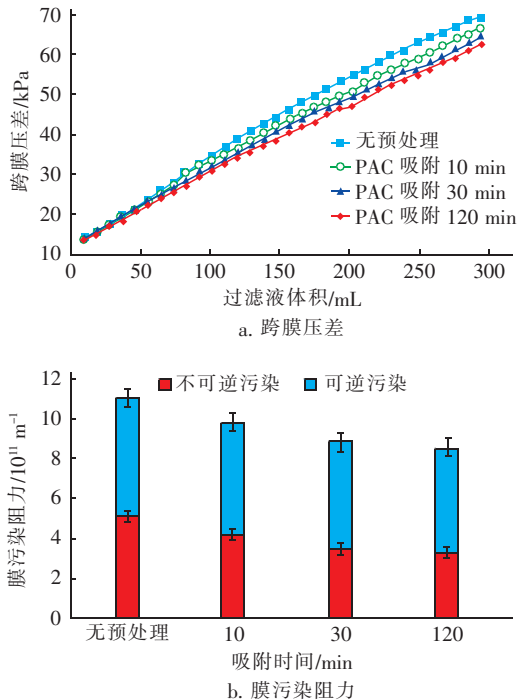 70
60
50
40
30
20
10
跨膜压差/kPa
无预处理
PAC 吸附 10 min
PAC 吸附 30 min
PAC 吸附 120 min
0 50 100 150 200 250 300
过滤液体积/mL
a. 跨膜压差
12
10
8
6
4
2
0
膜污染阻力/10¹¹ m⁻¹
不可逆污染 可逆污染
无预处理 10 30 120
吸附时间/min
b. 膜污染阻力